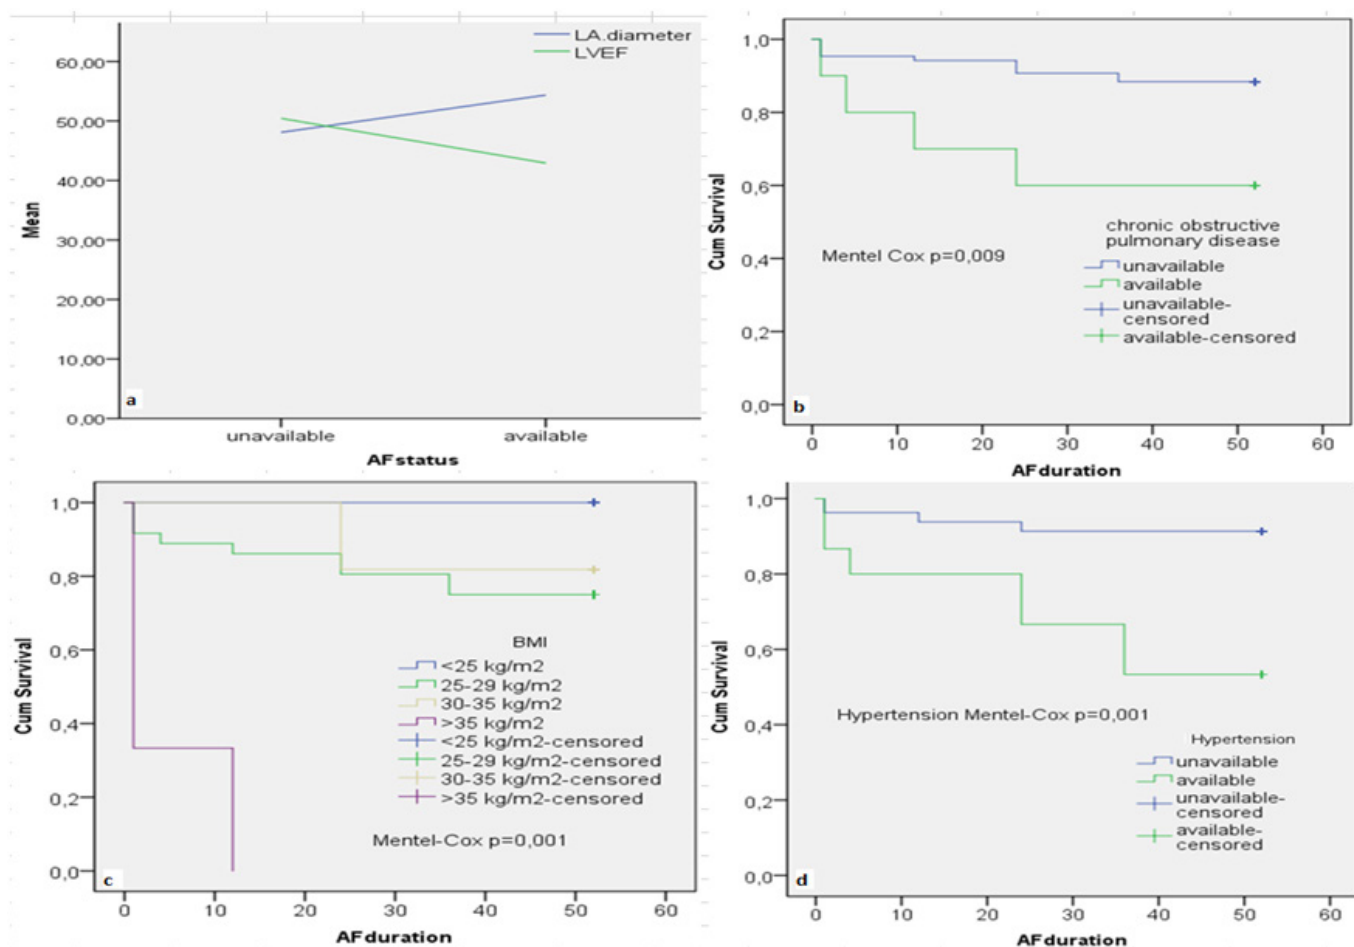 LA.diameter
LVEF
60,00
50,00
40,00
30,00
20,00
10,00
0,00
Mean
a
unavailable
available
AFstatus
1,0
0,8
0,6
0,4
0,2
0,0
Cum Survival
chronic obstructive
pulmonary disease
Mentel Cox p=0,009
unavailable
available
unavailable-
censored
available-censored
b
0
10
20
30
40
50
60
AFduration
1,0
0,8
0,6
0,4
0,2
0,0
Cum Survival
BMI
<25 kg/m2
25-29 kg/m2
30-35 kg/m2
>35 kg/m2
<25 kg/m2-censored
25-29 kg/m2-censored
30-35 kg/m2-censored
>35 kg/m2-censored
Mentel-Cox p=0,001
c
0
10
20
30
40
50
60
AFduration
1,0
0,8
0,6
0,4
0,2
0,0
Cum Survival
Hypertension Mentel-Cox p=0,001
Hypertension
unavailable
available
unavailable-
censored
available-
censored
d
0
10
20
30
40
50
60
AFduration